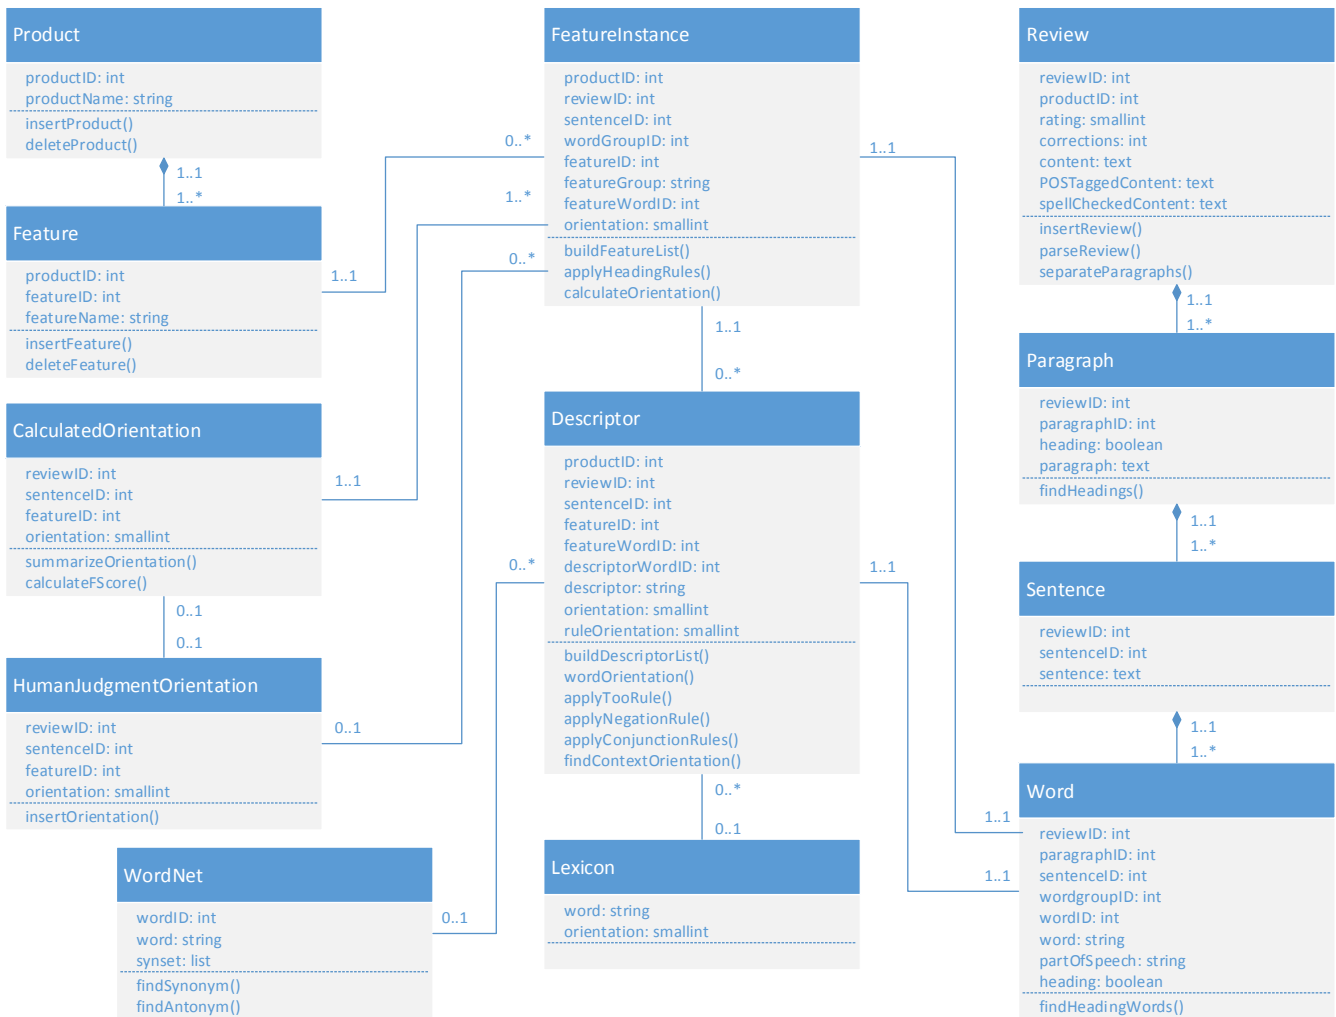 Product
productID: int
productName: string
insertProduct()
deleteProduct()
1..1
1..*
Feature
productID: int
featureID: int
featureName: string
insertFeature()
deleteFeature()
1..1
0..*
CalculatedOrientation
reviewID: int
sentenceID: int
featureID: int
orientation: smallint
summarizeOrientation()
calculateFScore()
1..1
1..*
0..1
0..1
HumanJudgmentOrientation
reviewID: int
sentenceID: int
featureID: int
orientation: smallint
insertOrientation()
0..1
0..*
WordNet
wordID: int
word: string
synset: list
findSynonym()
findAntonym()
0..1
0..*
FeatureInstance
productID: int
reviewID: int
sentenceID: int
wordGroupID: int
featureID: int
featureGroup: string
featureWordID: int
orientation: smallint
buildFeatureList()
applyHeadingRules()
calculateOrientation()
1..1
1..1
0..*
Descriptor
productID: int
reviewID: int
sentenceID: int
featureID: int
featureWordID: int
descriptorWordID: int
descriptor: string
orientation: smallint
ruleOrientation: smallint
buildDescriptorList()
wordOrientation()
applyTooRule()
applyNegationRule()
applyConjunctionRules()
findContextOrientation()
1..1
0..*
0..1
Lexicon
word: string
orientation: smallint
Review
reviewID: int
productID: int
rating: smallint
corrections: int
content: text
POSTaggedContent: text
spellCheckedContent: text
insertReview()
parseReview()
separateParagraphs()
1..1
1..*
Paragraph
reviewID: int
paragraphID: int
heading: boolean
paragraph: text
findHeadings()
1..1
1..*
Sentence
reviewID: int
sentenceID: int
sentence: text
1..1
1..*
Word
reviewID: int
paragraphID: int
sentenceID: int
wordgroupID: int
wordID: int
word: string
partOfSpeech: string
heading: boolean
findHeadingWords()
1..1
1..1